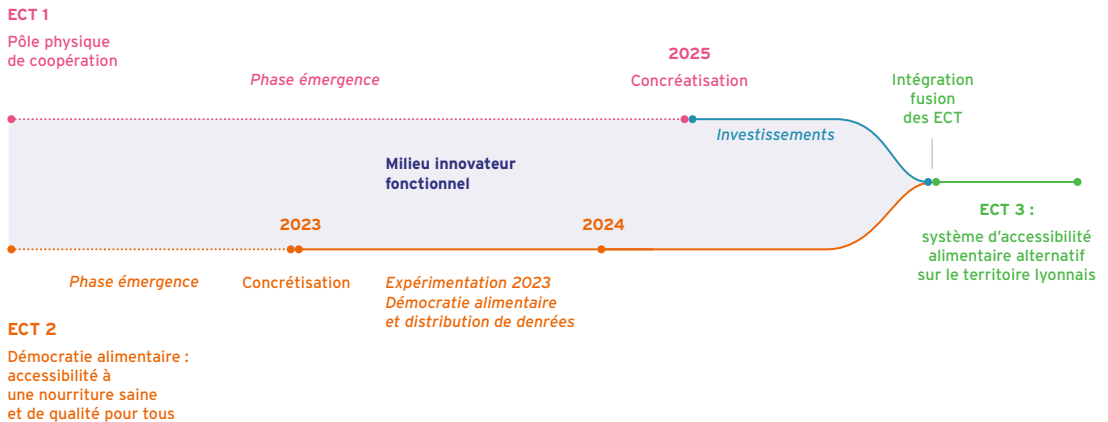 ECT 1
Pôle physique
de coopération
Phase émergence
2025
Concréatisation
Investissements
Intégration
fusion
des ECT
Milieu innovateur
fonctionnel
2023
2024
Phase émergence
Concrétisation
Expérimentation 2023
Démocratie alimentaire
et distribution de denrées
ECT 3 :
système d’accessibilité
alimentaire alternatif
sur le territoire lyonnais
ECT 2
Démocratie alimentaire :
accessibilité à
une nourriture saine
et de qualité pour tous